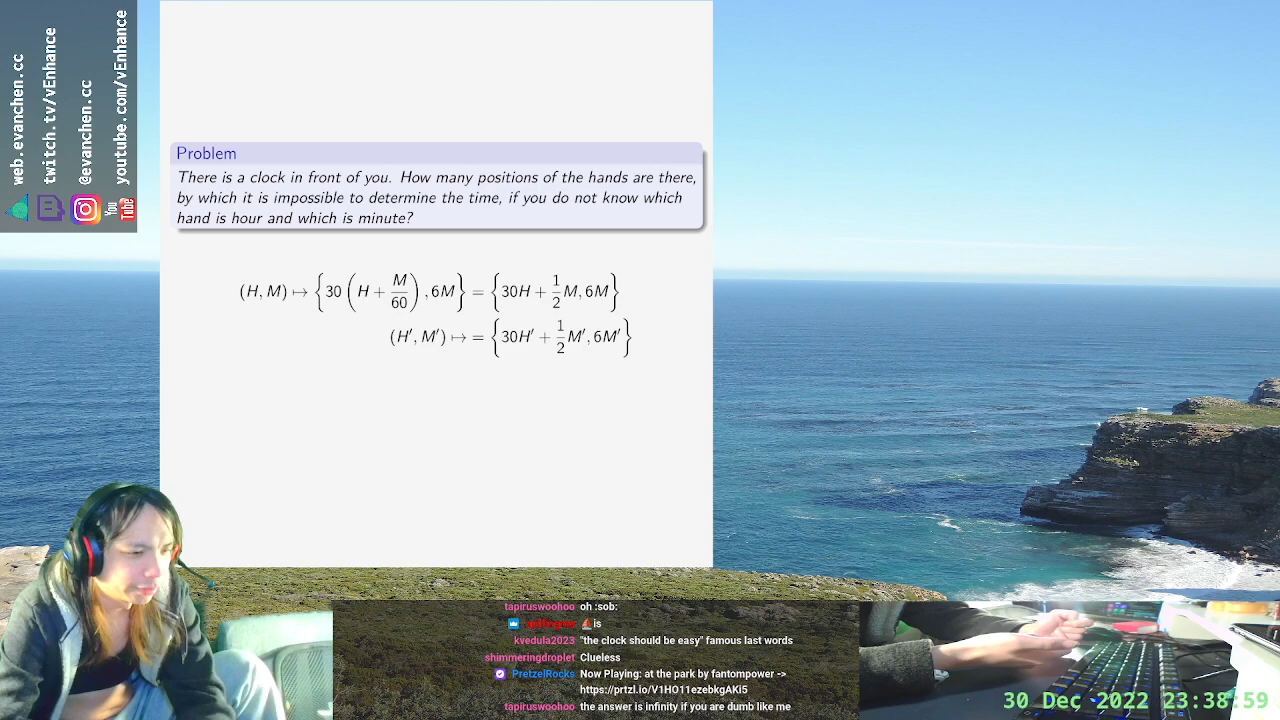 web.evanchen.cc
twitch.tv/vEnhance
@evanchen.cc
youtube.com/vEnhance
You
Tube
Problem
There is a clock in front of you. How many positions of the hands are there,
by which it is impossible to determine the time, if you do not know which
hand is hour and which is minute?
(H, M) ↦ {30 (H + M/60), 6M} = {30H + 1/2 M, 6M}
(H′, M′) ↦ = {30H′ + 1/2 M′, 6M′}
tapiruswoohoo oh :sob:
is
kvedula2023 "the clock should be easy" famous last words
shimmeringdroplet Clueless
PretzelRocks Now Playing: at the park by fantompower ->
https://prtzl.io/V1HO11ezebkgAKi5
tapiruswoohoo the answer is infinity if you are dumb like me
30 Dec 2022 23:38:59